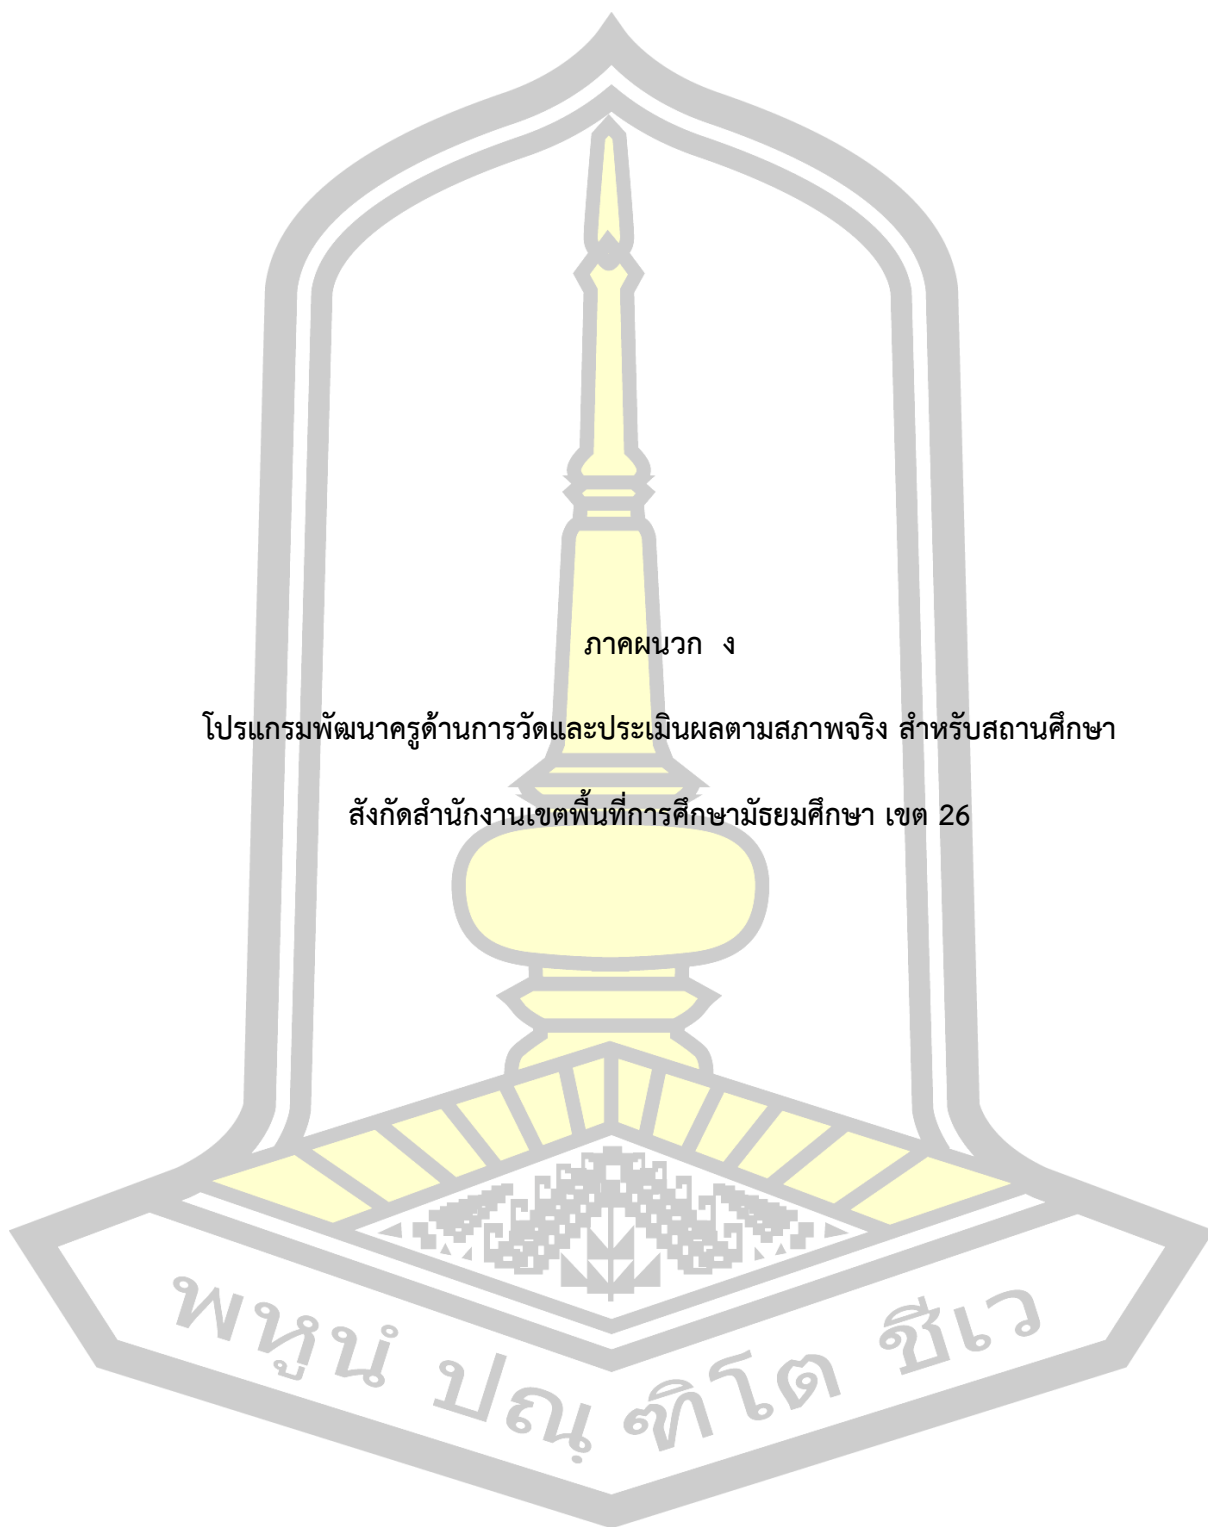 ภาคผนวก ง
โปรแกรมพัฒนาครูด้านการวัดและประเมินผลตามสภาพจริง สำหรับสถานศึกษา
สังกัดสำนักงานเขตพื้นที่การศึกษามัธยมศึกษา เขต 26
พหูนํ ปณฺฑิโต ชีเว